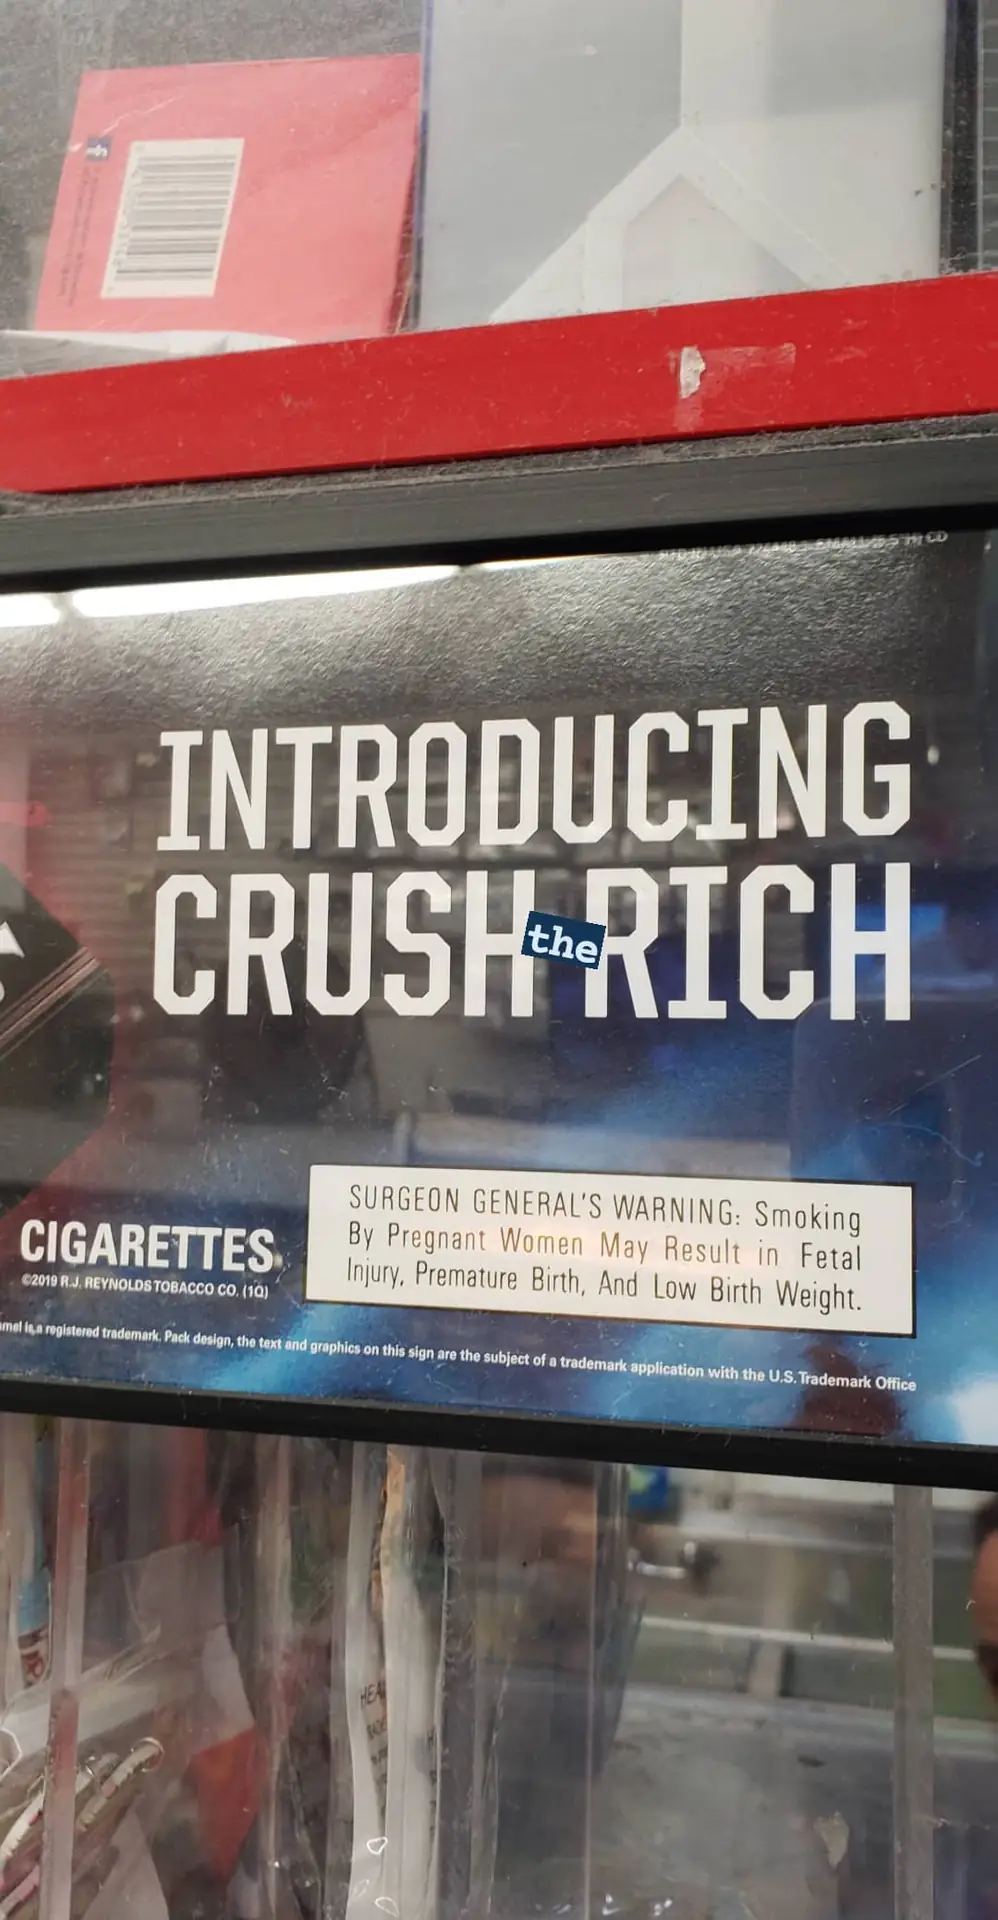 INTRODUCING
CRUSH the RICH
CIGARETTES
©2019 R.J. REYNOLDS TOBACCO CO. (1Q)
SURGEON GENERAL'S WARNING: Smoking
By Pregnant Women May Result in Fetal
Injury, Premature Birth, And Low Birth Weight.
is a registered trademark. Pack design, the text and graphics on this sign are the subject of a trademark application with the U.S. Trademark Office